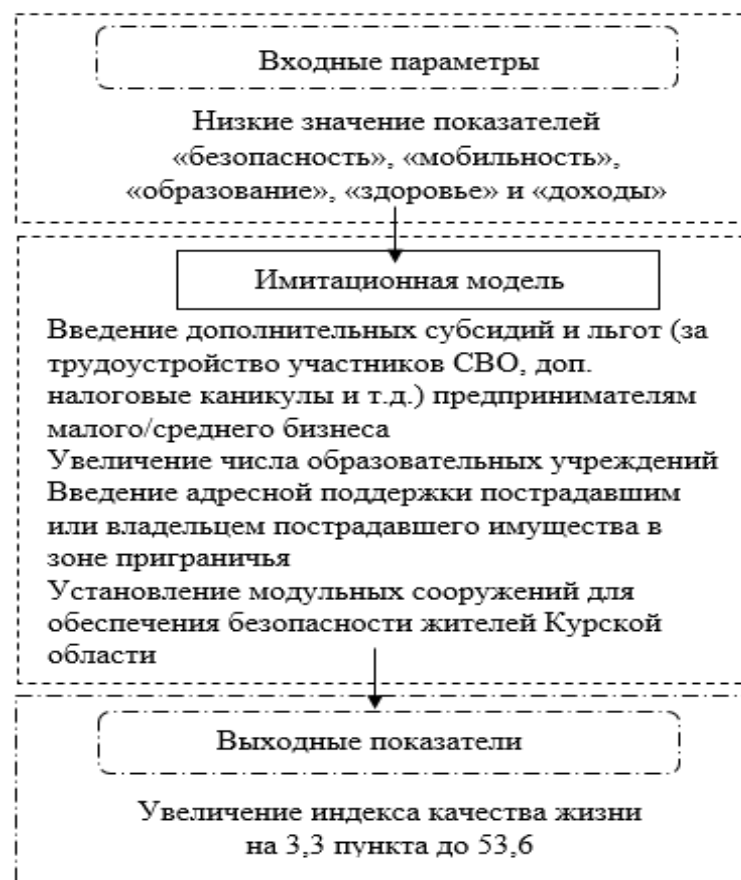 Входные параметры
Низкие значение показателей
«безопасность», «мобильность»,
«образование», «здоровье» и «доходы»
Имитационная модель
Введение дополнительных субсидий и льгот (за
трудоустройство участников СВО, доп.
налоговые каникулы и т.д.) предпринимателям
малого/среднего бизнеса
Увеличение числа образовательных учреждений
Введение адресной поддержки пострадавшим
или владельцем пострадавшего имущества в
зоне приграничья
Установление модульных сооружений для
обеспечения безопасности жителей Курской
области
Выходные показатели
Увеличение индекса качества жизни
на 3,3 пункта до 53,6